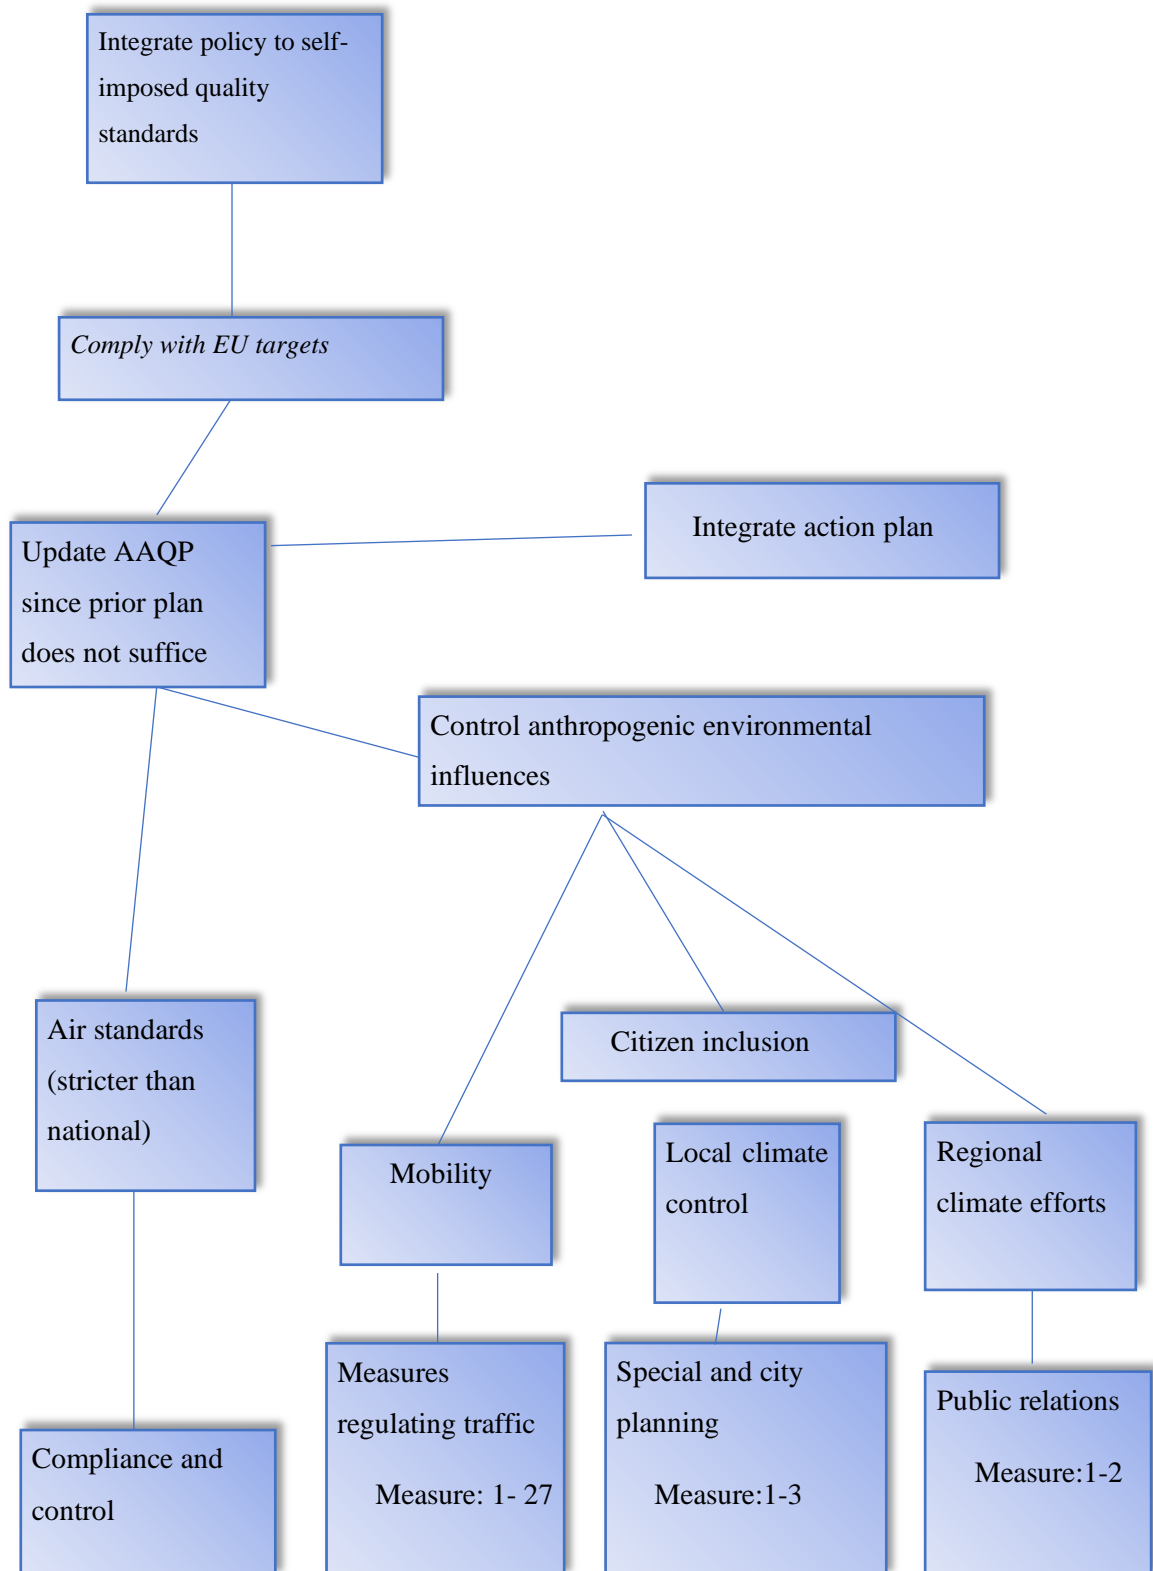 Integrate policy to self-
imposed quality
standards
Comply with EU targets
Integrate action plan
Update AAQP
since prior plan
does not suffice
Control anthropogenic environmental
influences
Air standards
(stricter than
national)
Citizen inclusion
Mobility
Local climate
control
Regional
climate efforts
Compliance and
control
Measures
regulating traffic
Measure: 1- 27
Special and city
planning
Measure:1-3
Public relations
Measure:1-2